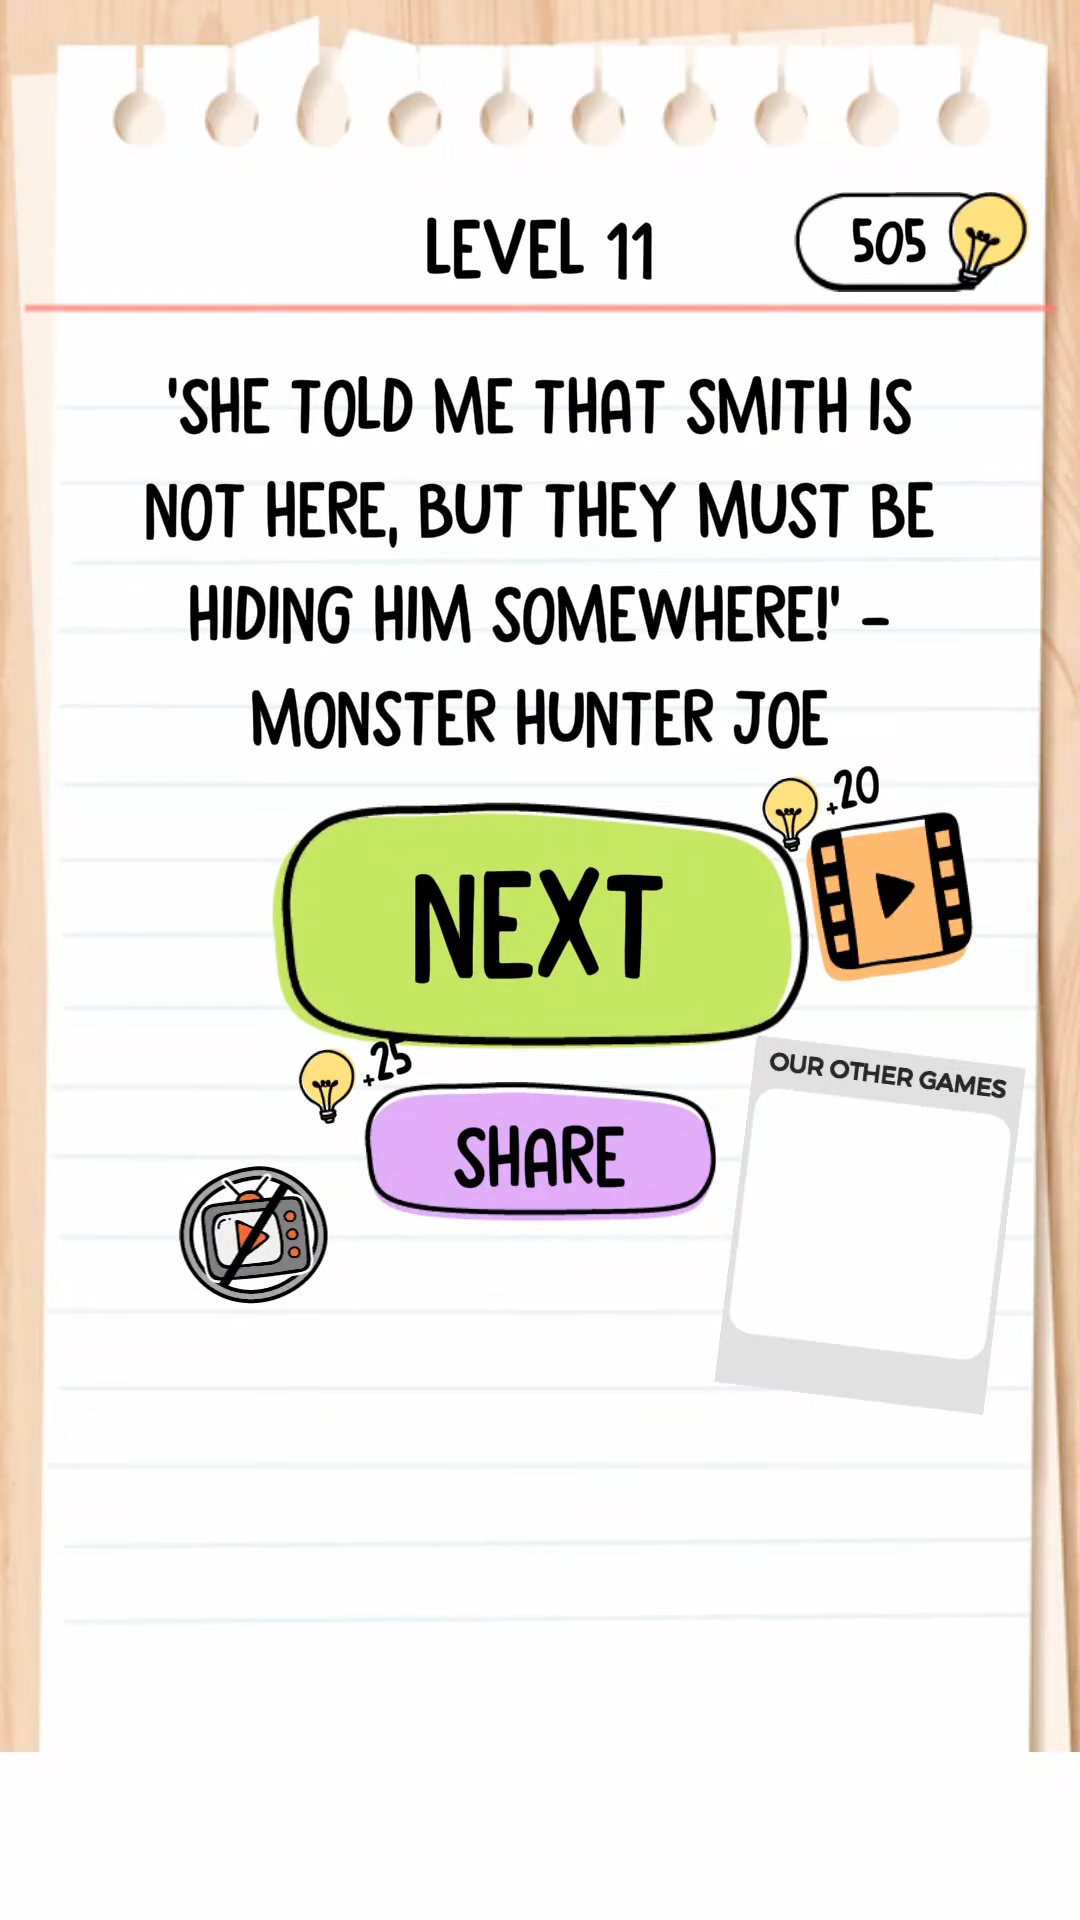 LEVEL 11
505
'SHE TOLD ME THAT SMITH IS
NOT HERE, BUT THEY MUST BE
HIDING HIM SOMEWHERE!' -
MONSTER HUNTER JOE
+20
NEXT
+25
SHARE
OUR OTHER GAMES